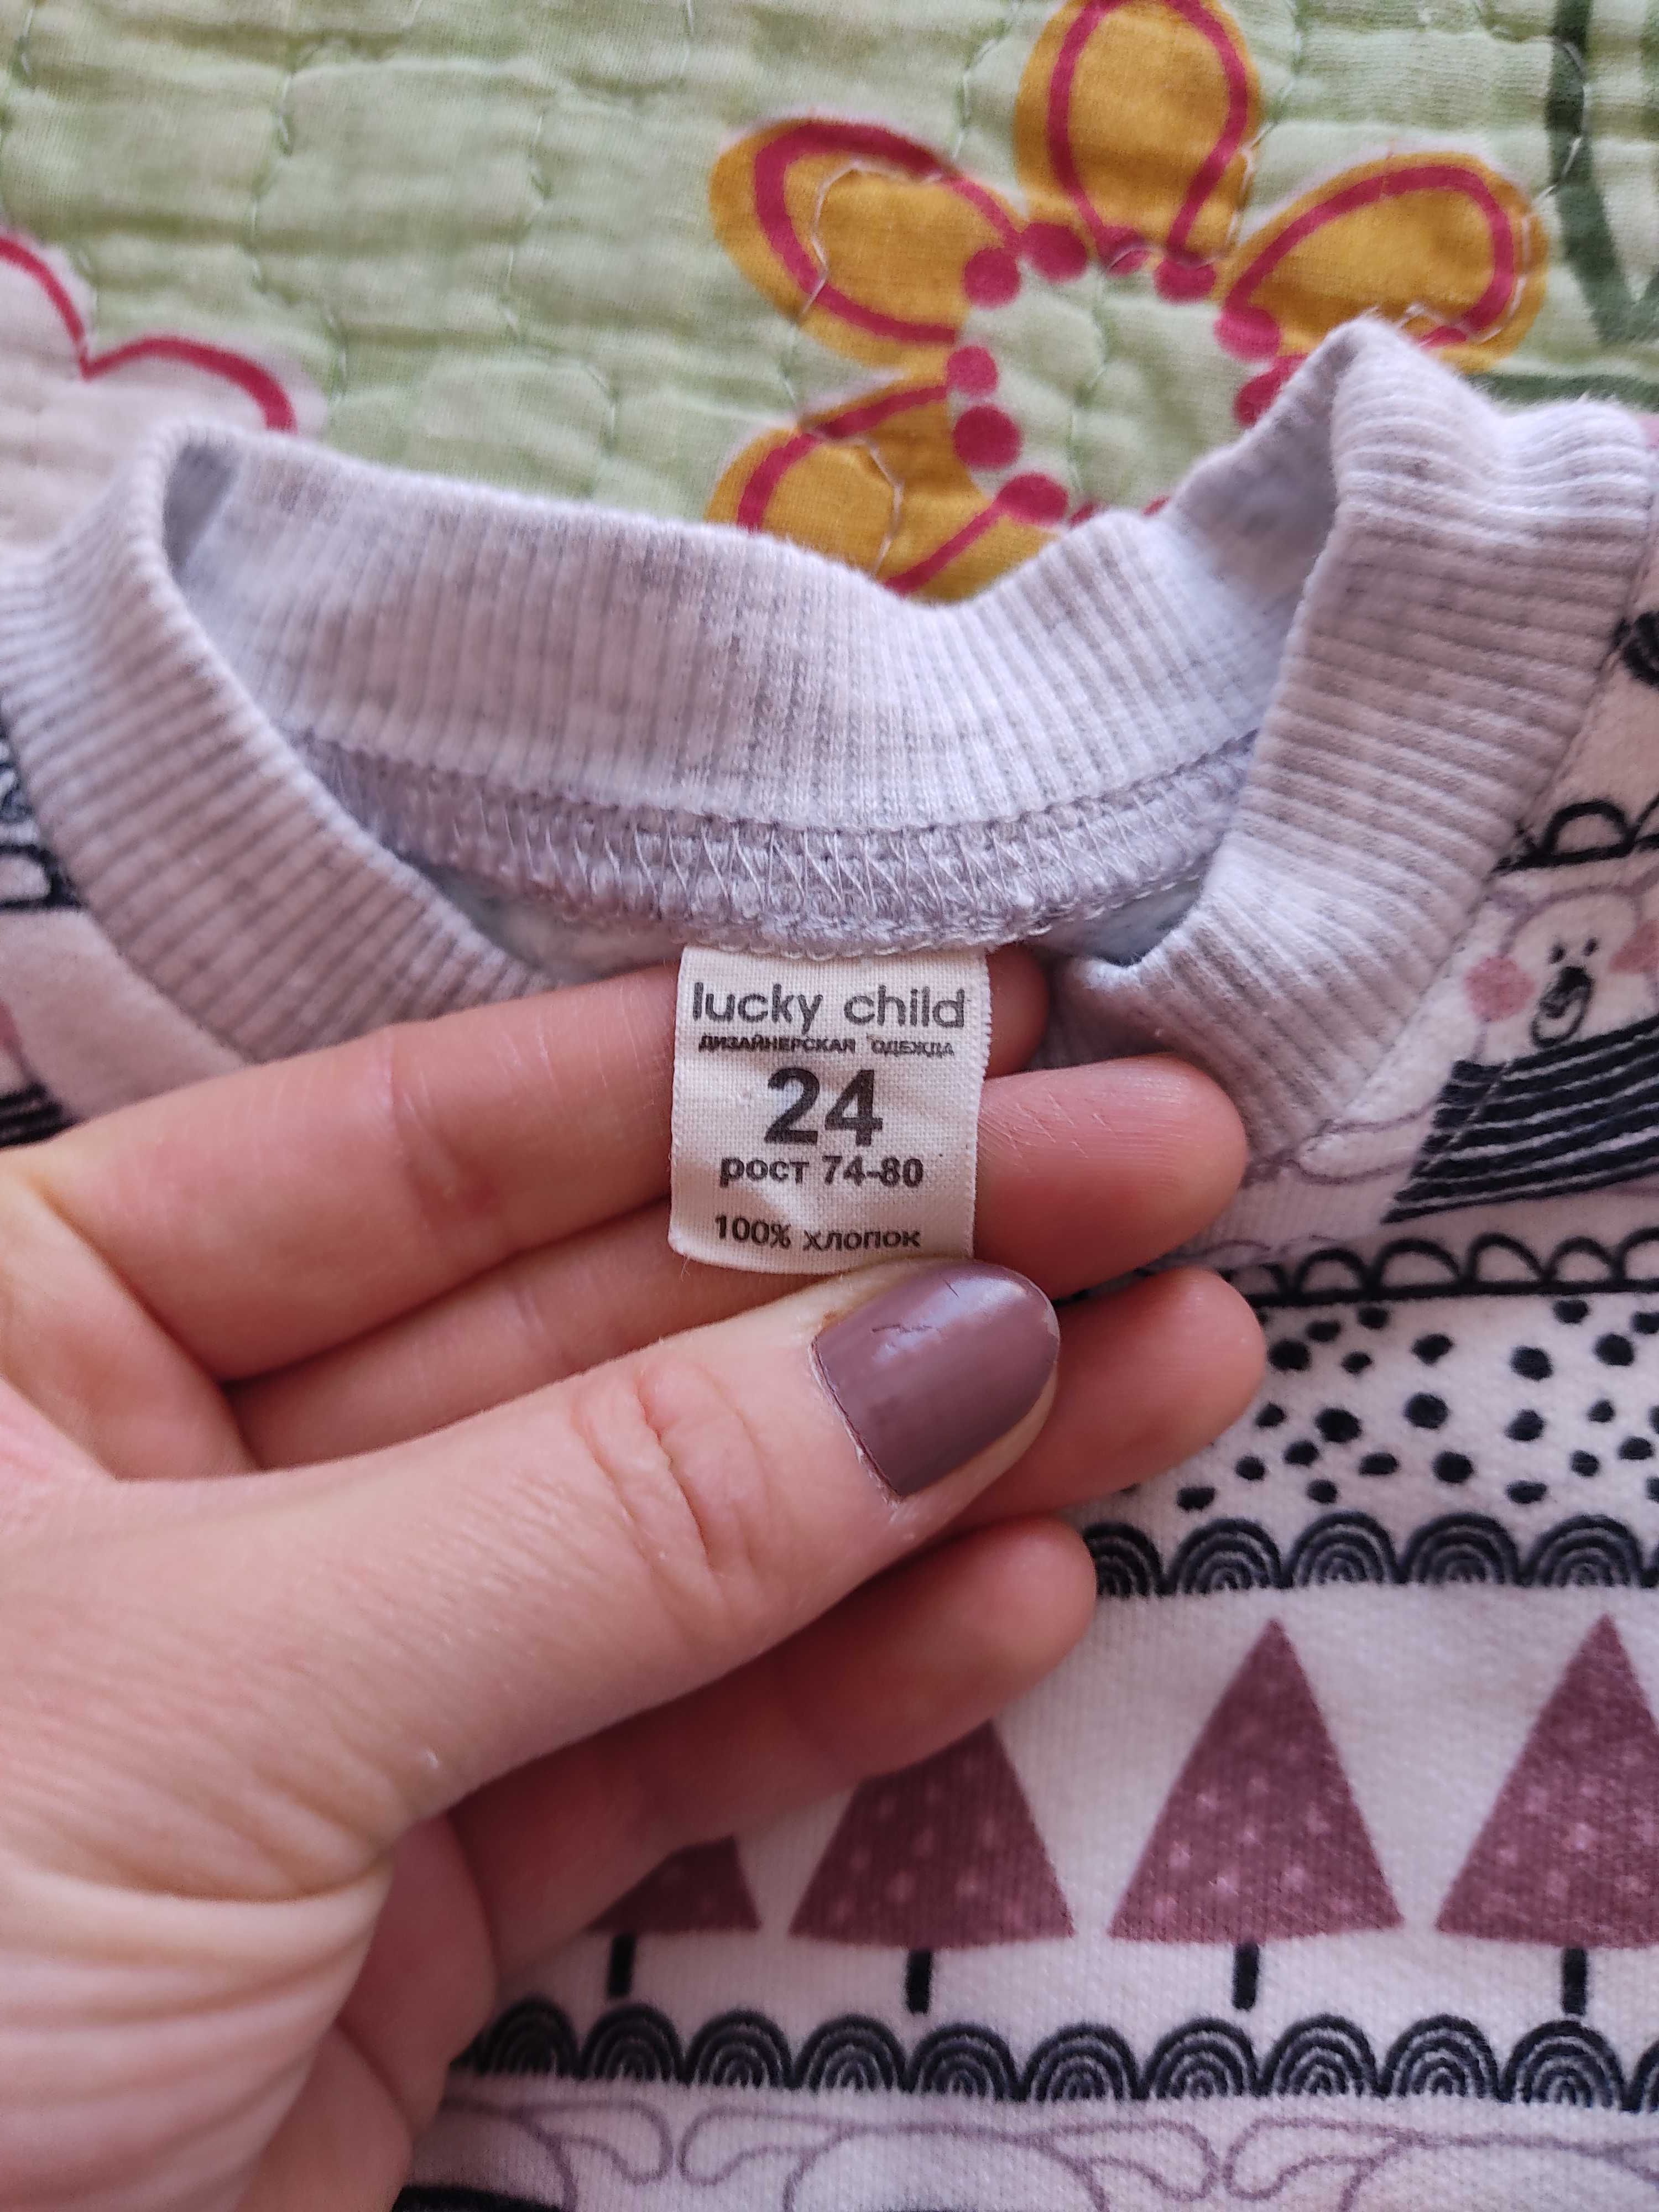 lucky child
ДИЗАЙНЕРСКАЯ ОДЕЖДА
24
рост 74-80
100% хлопок